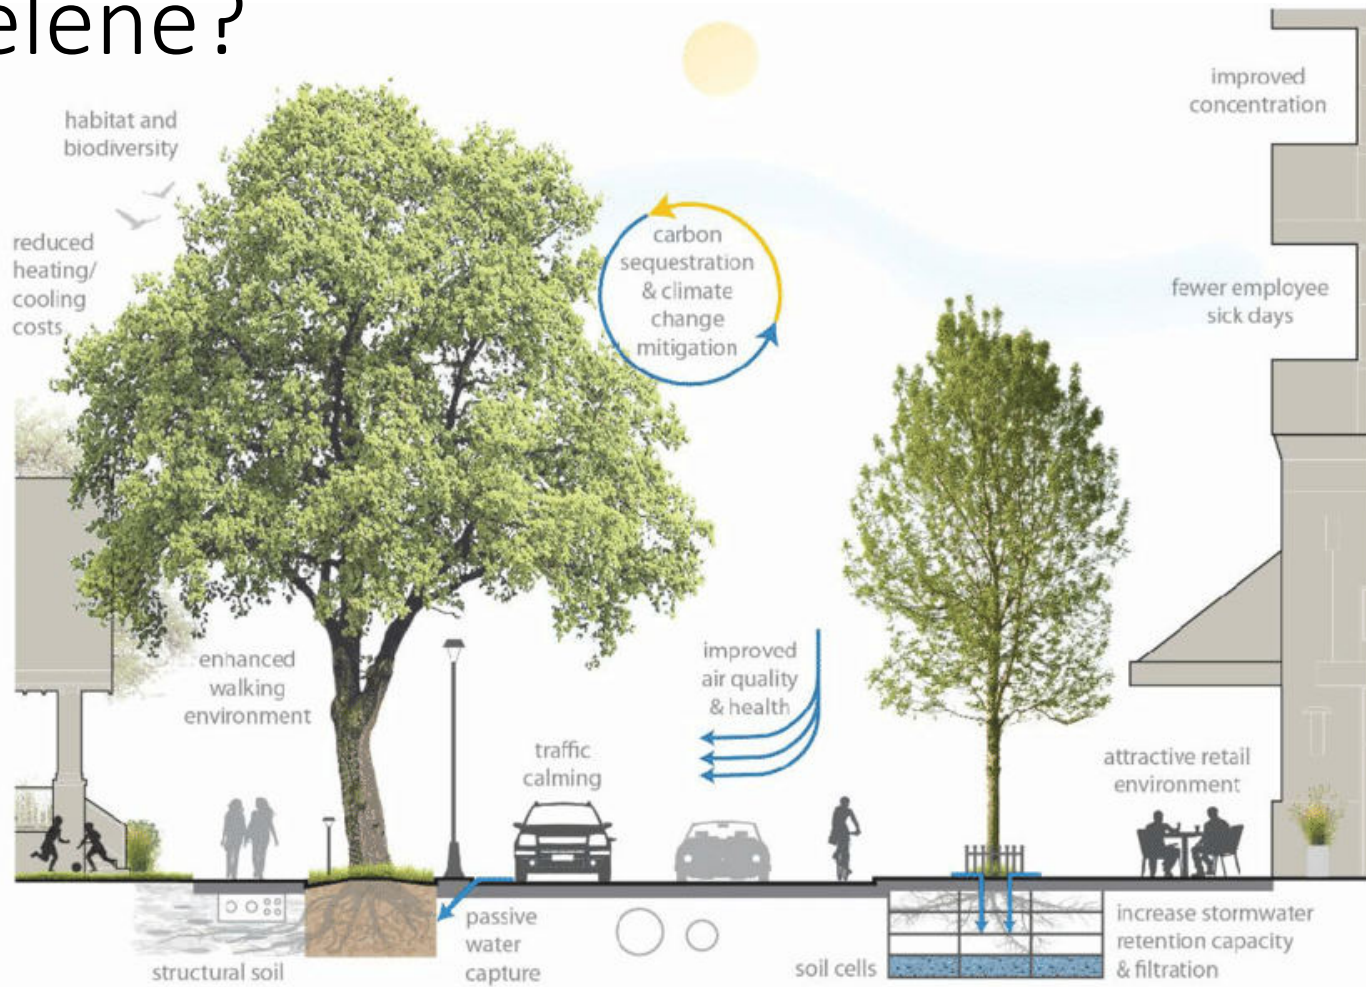 elene?
habitat and
biodiversity
reduced
heating/
cooling
costs
carbon
sequestration
& climate
change
mitigation
improved
concentration
fewer employee
sick days
enhanced
walking
environment
traffic
calming
improved
air quality
& health
attractive retail
environment
structural soil
passive
water
capture
soil cells
increase stormwater
retention capacity
& filtration